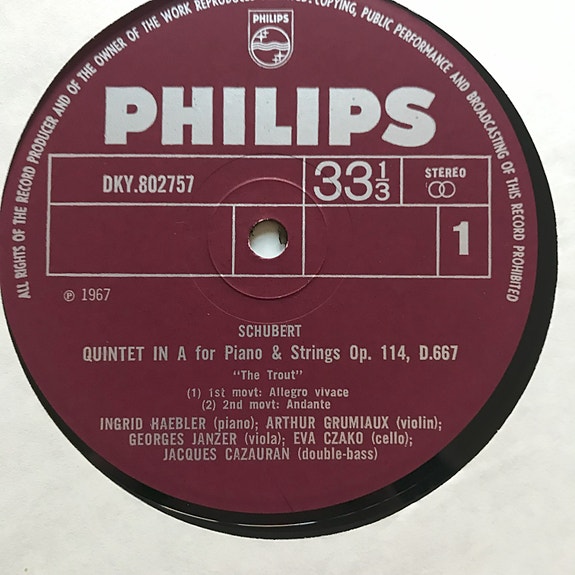 ALL RIGHTS OF THE RECORD PRODUCER AND OF THE OWNER OF THE WORK REPRODUCED COPYING, PUBLIC PERFORMANCE AND BROADCASTING OF THIS RECORD PROHIBITED
PHILIPS
PHILIPS
DKY.802757
33 1/3
STEREO
1
Ⓟ 1967
SCHUBERT
QUINTET IN A for Piano & Strings Op. 114, D.667
"The Trout"
(1) 1st movt: Allegro vivace
(2) 2nd movt: Andante
INGRID HAEBLER (piano); ARTHUR GRUMIAUX (violin);
GEORGES JANZER (viola); EVA CZAKO (cello);
JACQUES CAZAURAN (double-bass)